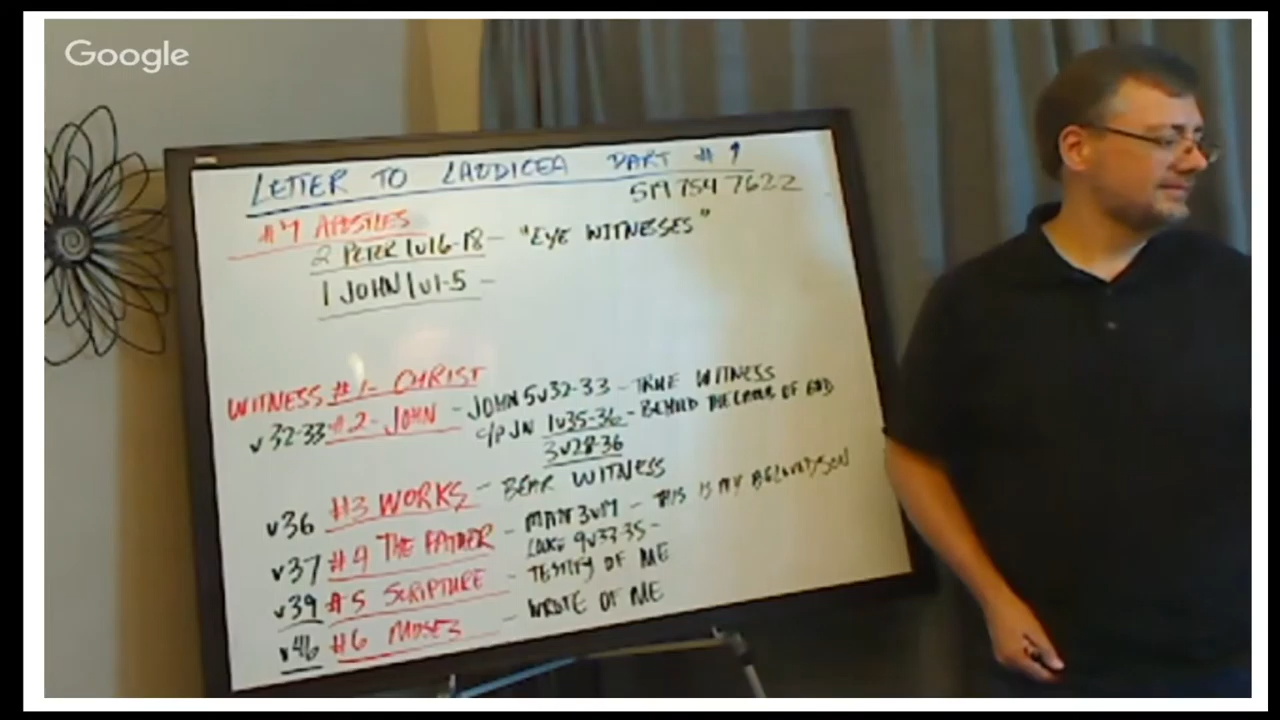 Google
LETTER TO LAODICEA PART # 9
519 754 7622
#7 APOSTLES
2 PETER 1v16-18 - "EYE WITNESSES"
1 JOHN 1v1-5 -
WITNESS #1- CHRIST
v32-33 #2- JOHN - JOHN 5v32-33 - TRUE WITNESS
c/p JN 1v35-36 - BEHOLD THE LAMB OF GOD
3v28-36
v36 #3 WORKS - BEAR WITNESS
v37 #4 THE FATHER - MATT 3v17 - THIS IS MY BELOVED SON
LUKE 9v33-35 -
v39 #5 SCRIPTURE - TESTIFY OF ME
v46 #6 MOSES - WROTE OF ME